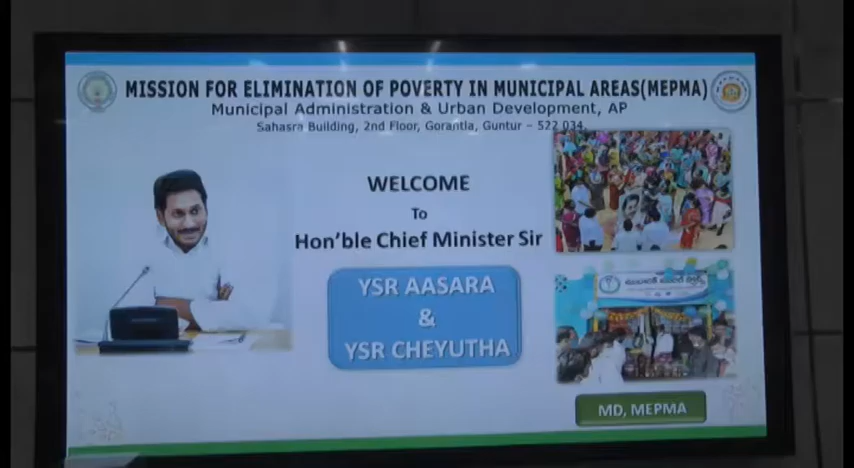 MISSION FOR ELIMINATION OF POVERTY IN MUNICIPAL AREAS(MEPMA)
Municipal Administration & Urban Development, AP
Sahasra Building, 2nd Floor, Gorantla, Guntur – 522 034.
WELCOME
To
Hon'ble Chief Minister Sir
YSR AASARA
&
YSR CHEYUTHA
MD, MEPMA